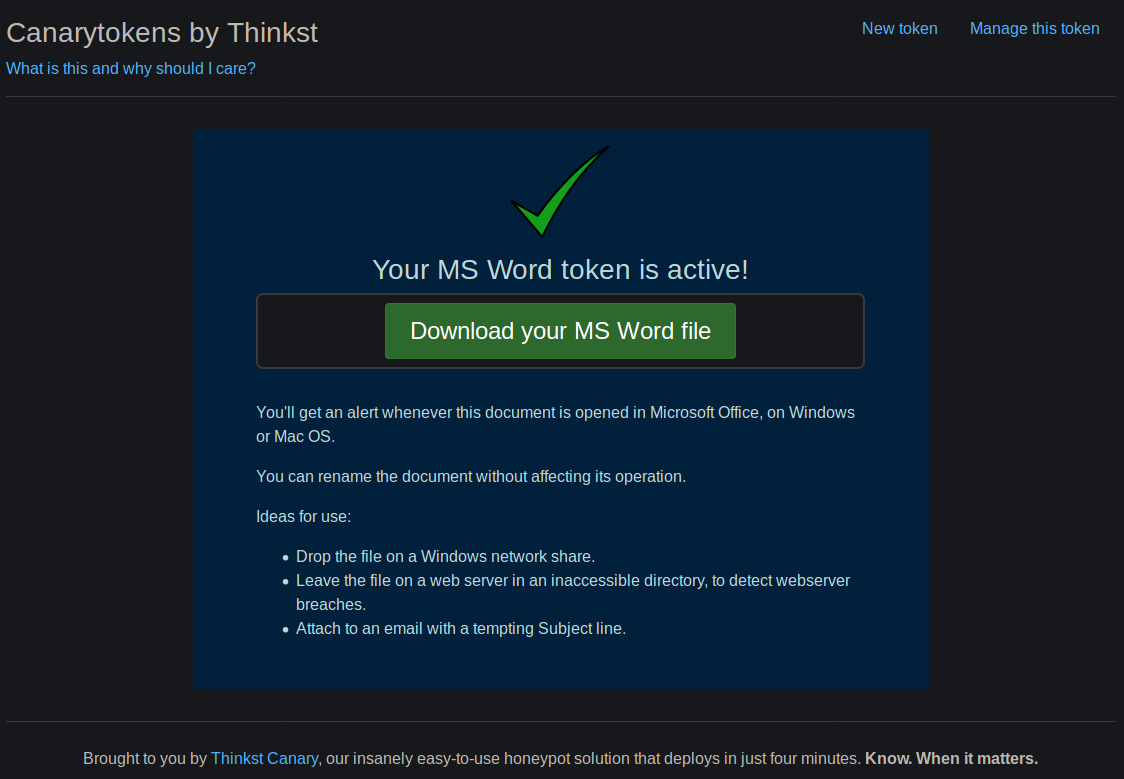 Canarytokens by Thinkst
New token
Manage this token
What is this and why should I care?
Your MS Word token is active!
Download your MS Word file
You'll get an alert whenever this document is opened in Microsoft Office, on Windows
or Mac OS.
You can rename the document without affecting its operation.
Ideas for use:
Drop the file on a Windows network share.
Leave the file on a web server in an inaccessible directory, to detect webserver
breaches.
Attach to an email with a tempting Subject line.
Brought to you by Thinkst Canary, our insanely easy-to-use honeypot solution that deploys in just four minutes. Know. When it matters.